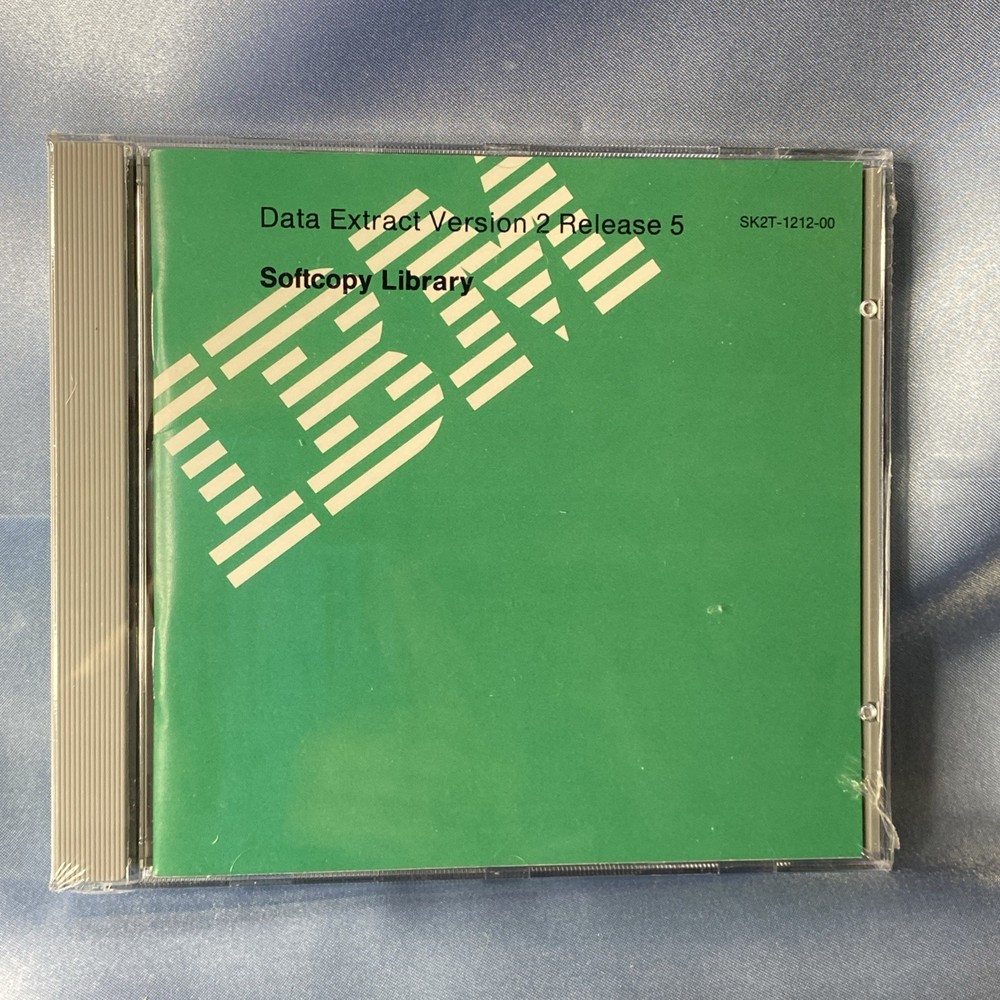 Data Extract Version 2 Release 5 SK2T-1212-00
Softcopy Library
IBM